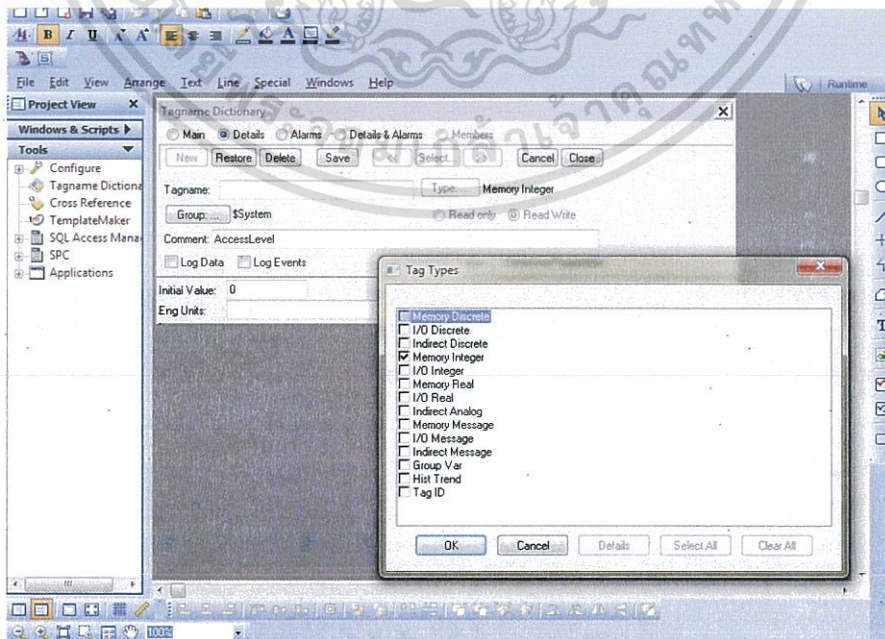 B I U A A
File Edit View Arrange Text Line Special Windows Help
Runtime
Project View
Windows & Scripts
Tools
Configure
Tagname Dictiona
Cross Reference
TemplateMaker
SQL Access Mana
SPC
Applications
Tagname Dictionary
Main Details Alarms Details & Alarms Members
New Restore Delete Save << Select... >> Cancel Close
Tagname: Type: ... Memory Integer
Group: ... $System Read only Read Write
Comment: AccessLevel
Log Data Log Events
Initial Value: 0
Eng Units:
Tag Types
Memory Discrete
I/O Discrete
Indirect Discrete
Memory Integer
I/O Integer
Memory Real
I/O Real
Indirect Analog
Memory Message
I/O Message
Indirect Message
Group Var
Hist Trend
Tag ID
OK Cancel Details Select All Clear All
100%